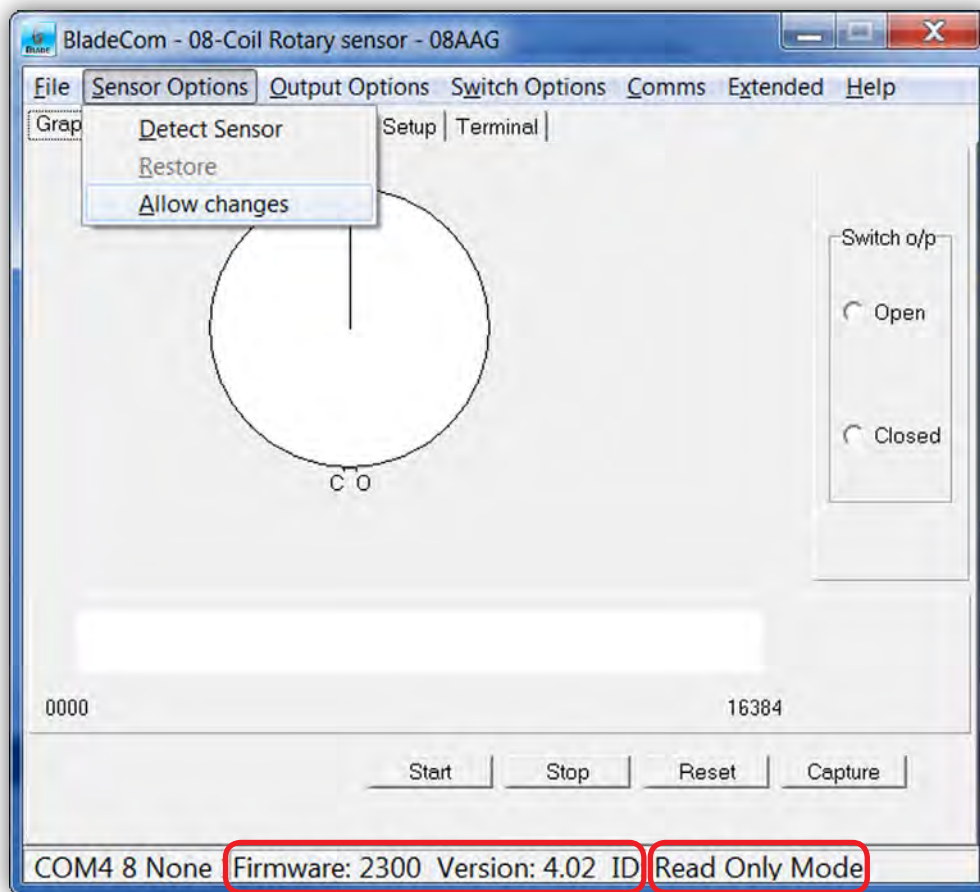 BLADE BladeCom - 08-Coil Rotary sensor - 08AAG
File Sensor Options Output Options Switch Options Comms Extended Help
Grap Setup Terminal
Detect Sensor
Restore
Allow changes
Switch o/p
Open
Closed
C O
0000 16384
Start Stop Reset Capture
COM4 8 None Firmware: 2300 Version: 4.02 ID Read Only Mode